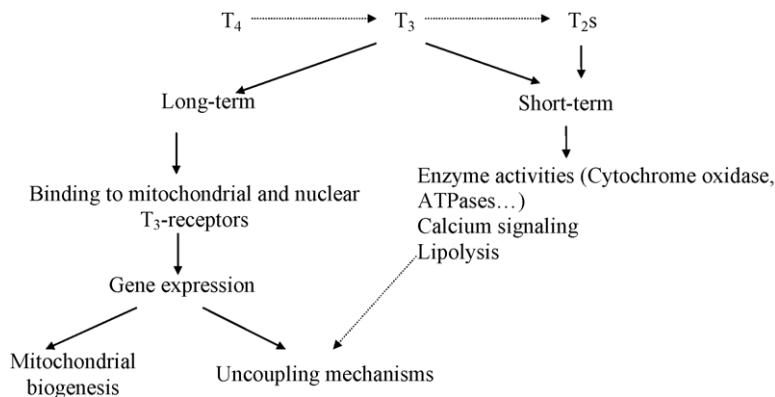 T₄ T₃ T₂s
Long-term Short-term
Binding to mitochondrial and nuclear
T₃-receptors
Enzyme activities (Cytochrome oxidase,
ATPases…)
Calcium signaling
Lipolysis
Gene expression
Mitochondrial
biogenesis
Uncoupling mechanisms